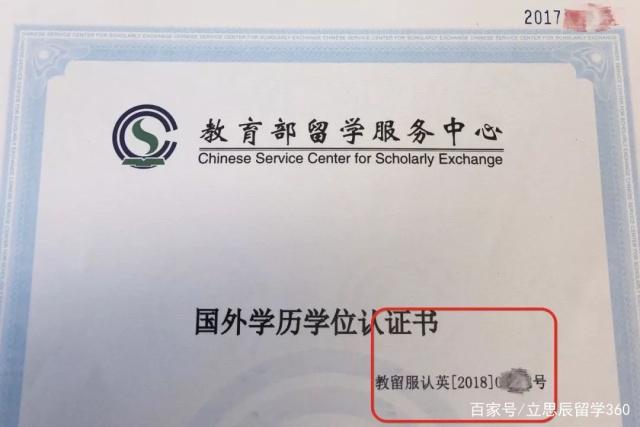 2017
教育部留学服务中心
Chinese Service Center for Scholarly Exchange
国外学历学位认证书
教留服认英[2018]0 号
百家号/立思辰留学360